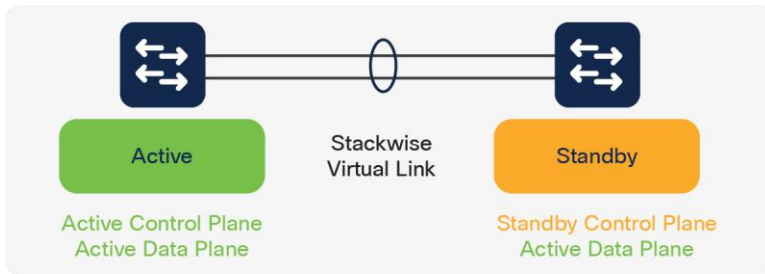 Active
Stackwise
Virtual Link
Standby
Active Control Plane
Active Data Plane
Standby Control Plane
Active Data Plane